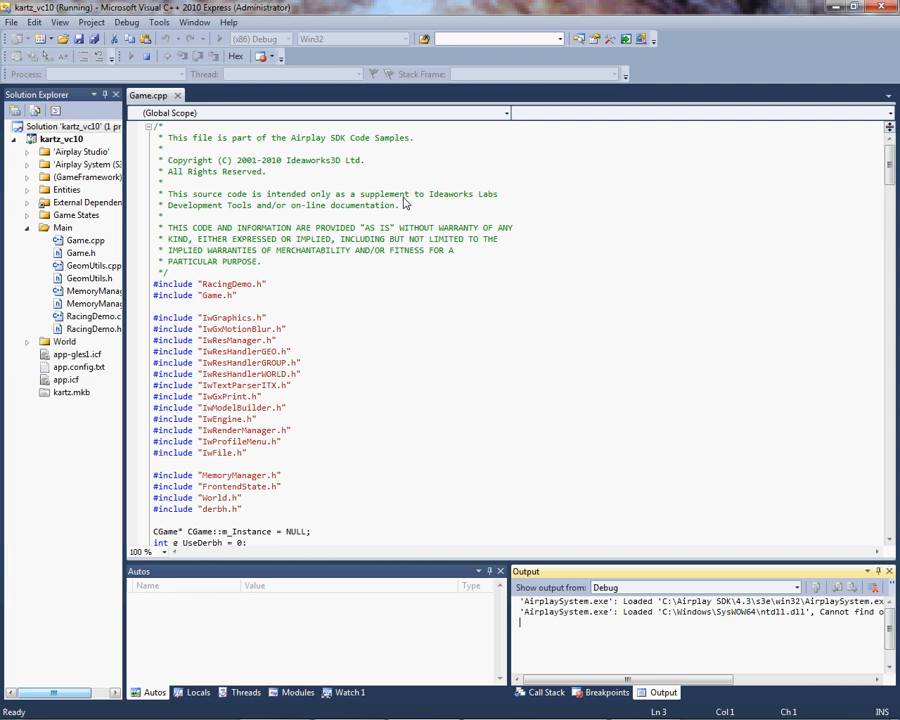 kartz_vc10 (Running) - Microsoft Visual C++ 2010 Express (Administrator)
File Edit View Project Debug Tools Window Help
(x86) Debug Win32
Hex
Process: Thread: Stack Frame:
Solution Explorer
Solution 'kartz_vc10' (1 pr
kartz_vc10
'Airplay Studio'
'Airplay System (S3
(GameFramework)
Entities
External Dependenc
Game States
Main
Game.cpp
Game.h
GeomUtils.cpp
GeomUtils.h
MemoryManag
MemoryManag
RacingDemo.c
RacingDemo.h
World
app-gles1.icf
app.config.txt
app.icf
kartz.mkb
Game.cpp
(Global Scope)
/*
* This file is part of the Airplay SDK Code Samples.
*
* Copyright (C) 2001-2010 Ideaworks3D Ltd.
* All Rights Reserved.
*
* This source code is intended only as a supplement to Ideaworks Labs
* Development Tools and/or on-line documentation.
*
* THIS CODE AND INFORMATION ARE PROVIDED "AS IS" WITHOUT WARRANTY OF ANY
* KIND, EITHER EXPRESSED OR IMPLIED, INCLUDING BUT NOT LIMITED TO THE
* IMPLIED WARRANTIES OF MERCHANTABILITY AND/OR FITNESS FOR A
* PARTICULAR PURPOSE.
*/
#include "RacingDemo.h"
#include "Game.h"
#include "IwGraphics.h"
#include "IwGxMotionBlur.h"
#include "IwResManager.h"
#include "IwResHandlerGEO.h"
#include "IwResHandlerGROUP.h"
#include "IwResHandlerWORLD.h"
#include "IwTextParserITX.h"
#include "IwGxPrint.h"
#include "IwModelBuilder.h"
#include "IwEngine.h"
#include "IwRenderManager.h"
#include "IwProfileMenu.h"
#include "IwFile.h"
#include "MemoryManager.h"
#include "FrontendState.h"
#include "World.h"
#include "derbh.h"
CGame* CGame::m_Instance = NULL;
int g_UseDerbh = 0;
100 %
Autos
Name Value Type
Autos Locals Threads Modules Watch 1
Output
Show output from: Debug
'AirplaySystem.exe': Loaded 'C:\Airplay SDK\4.3\s3e\win32\AirplaySystem.ex
'AirplaySystem.exe': Loaded 'C:\Windows\SysWOW64\ntdll.dll', Cannot find o
Call Stack Breakpoints Output
Ready Ln 3 Col 1 Ch 1 INS